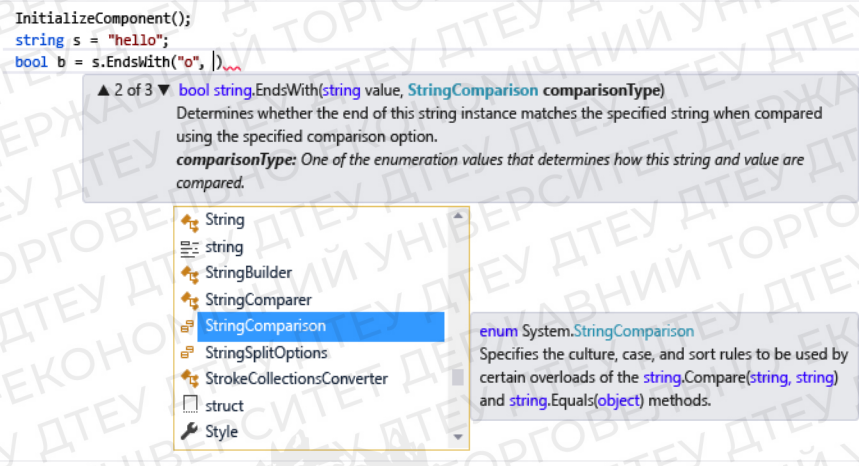 InitializeComponent();
string s = "hello";
bool b = s.EndsWith("o", )
▲ 2 of 3 ▼ bool string.EndsWith(string value, StringComparison comparisonType)
Determines whether the end of this string instance matches the specified string when compared
using the specified comparison option.
comparisonType: One of the enumeration values that determines how this string and value are
compared.
String
string
StringBuilder
StringComparer
StringComparison
StringSplitOptions
StrokeCollectionsConverter
struct
Style
enum System.StringComparison
Specifies the culture, case, and sort rules to be used by
certain overloads of the string.Compare(string, string)
and string.Equals(object) methods.